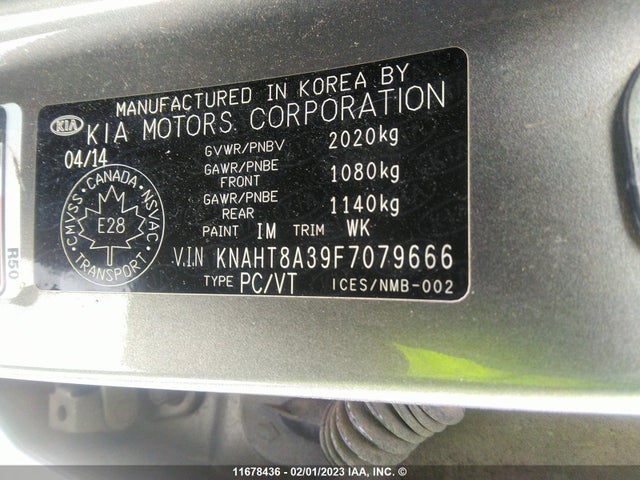 MANUFACTURED IN KOREA BY
KIA KIA MOTORS CORPORATION
04/14 GVWR/PNBV 2020kg
GAWR/PNBE FRONT 1080kg
GAWR/PNBE REAR 1140kg
CMVSS · CANADA · NSVAC
E28
TRANSPORT
PAINT IM TRIM WK
V.I.N KNAHT8A39F7079666
TYPE PC/VT ICES/NMB-002
R50
11678436 - 02/01/2023 IAA, INC. ©